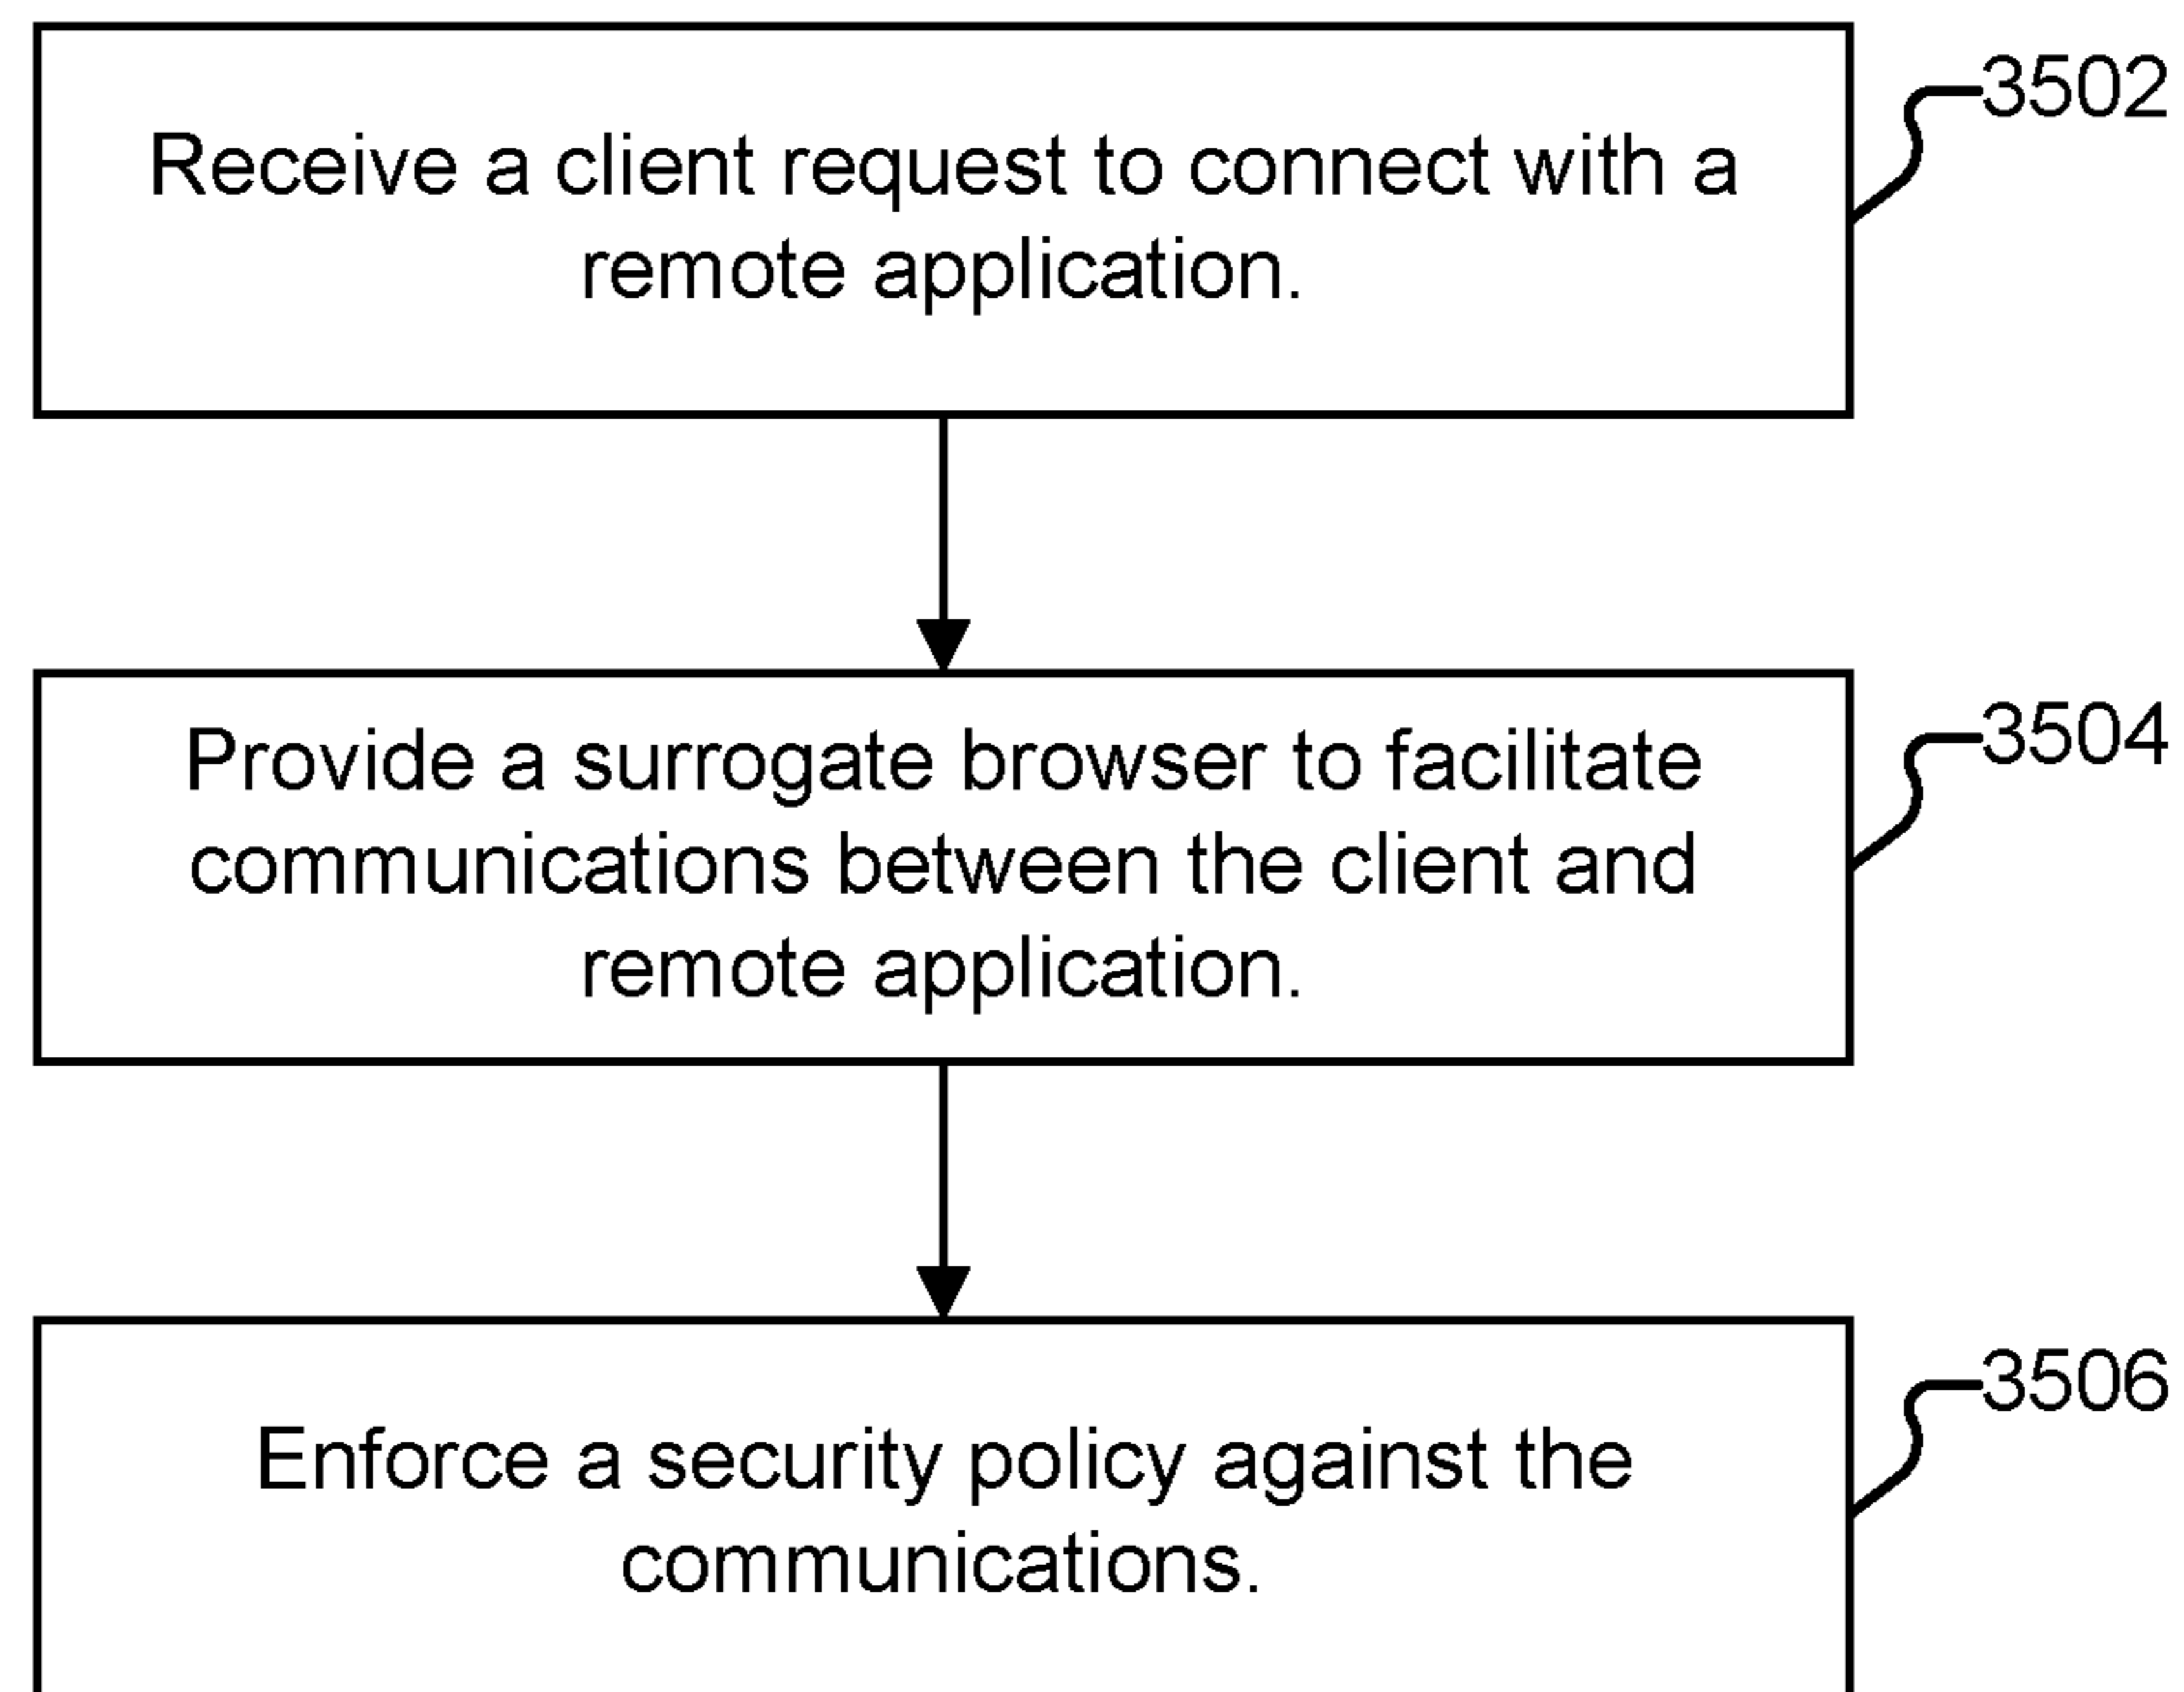 3502
Receive a client request to connect with a
remote application.
3504
Provide a surrogate browser to facilitate
communications between the client and
remote application.
3506
Enforce a security policy against the
communications.